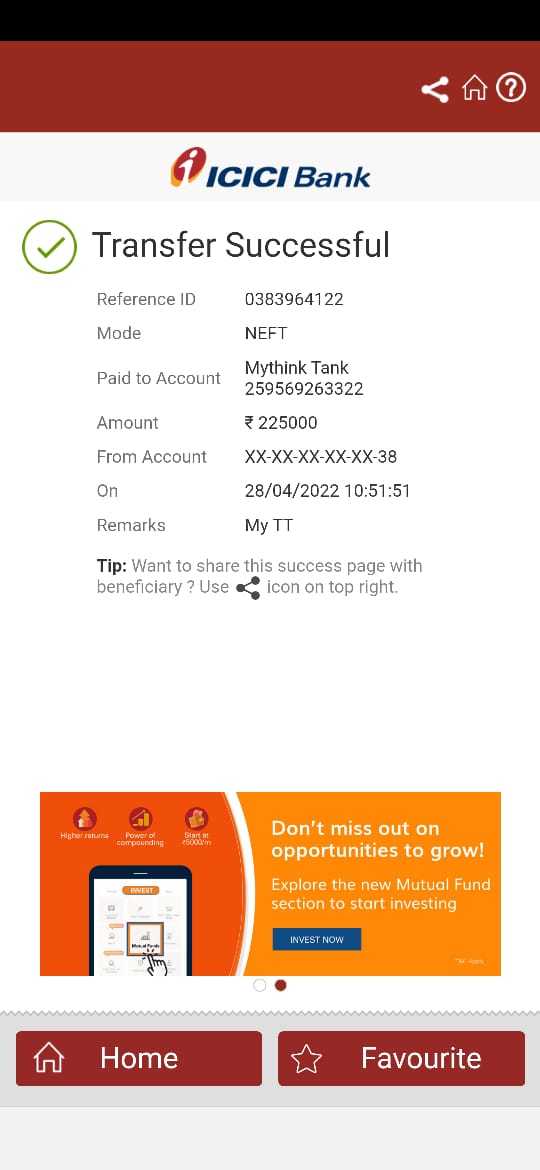 ICICI Bank
Transfer Successful
Reference ID 0383964122
Mode NEFT
Paid to Account Mythink Tank
259569263322
Amount ₹ 225000
From Account XX-XX-XX-XX-XX-38
On 28/04/2022 10:51:51
Remarks My TT
Tip: Want to share this success page with
beneficiary ? Use icon on top right.
Higher returns
Power of
compounding
Start at
₹5000/m
INVEST
Mutual Funds
Don't miss out on
opportunities to grow!
Explore the new Mutual Fund
section to start investing
INVEST NOW
T&C Apply
Home
Favourite